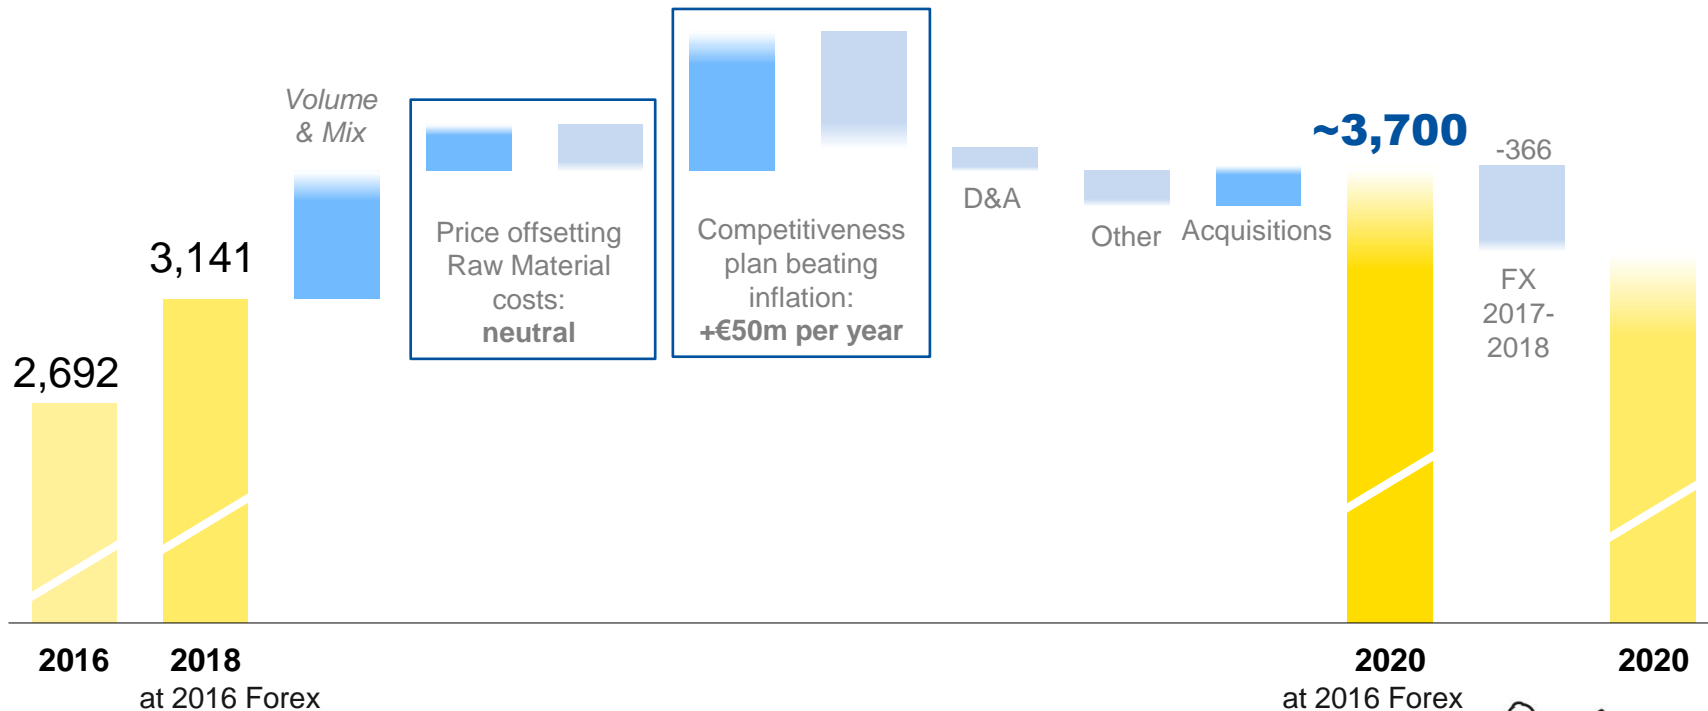 Volume
& Mix
~3,700
-366
3,141
2,692
Price offsetting
Raw Material
costs:
neutral
Competitiveness
plan beating
inflation:
+€50m per year
D&A
Other
Acquisitions
FX
2017-
2018
2016
2018
at 2016 Forex
2020
at 2016 Forex
2020